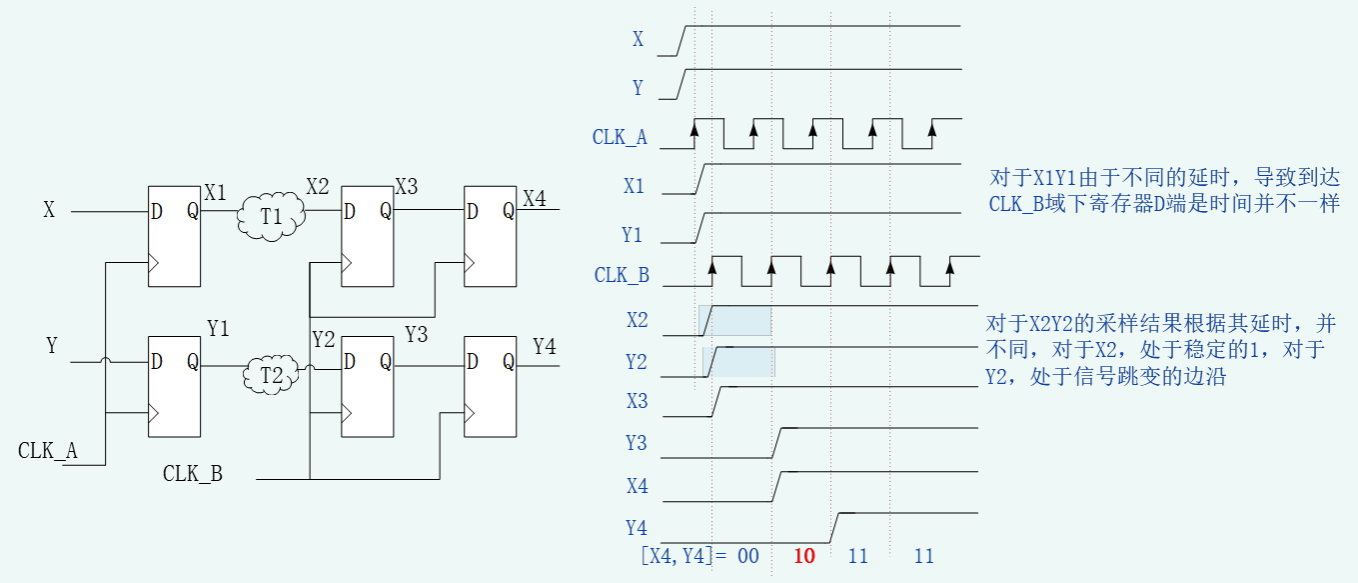 X
D
Q
X1
T1
X2
D
Q
X3
D
Q
X4
Y
D
Q
Y1
T2
Y2
D
Q
Y3
D
Q
Y4
CLK_A
CLK_B
X
Y
CLK_A
X1
Y1
CLK_B
X2
Y2
X3
Y3
X4
Y4
[X4,Y4]= 00 10 11 11
对于X1Y1由于不同的延时，导致到达
CLK_B域下寄存器D端是时间并不一样
对于X2Y2的采样结果根据其延时，并
不同，对于X2，处于稳定的1，对于
Y2，处于信号跳变的边沿